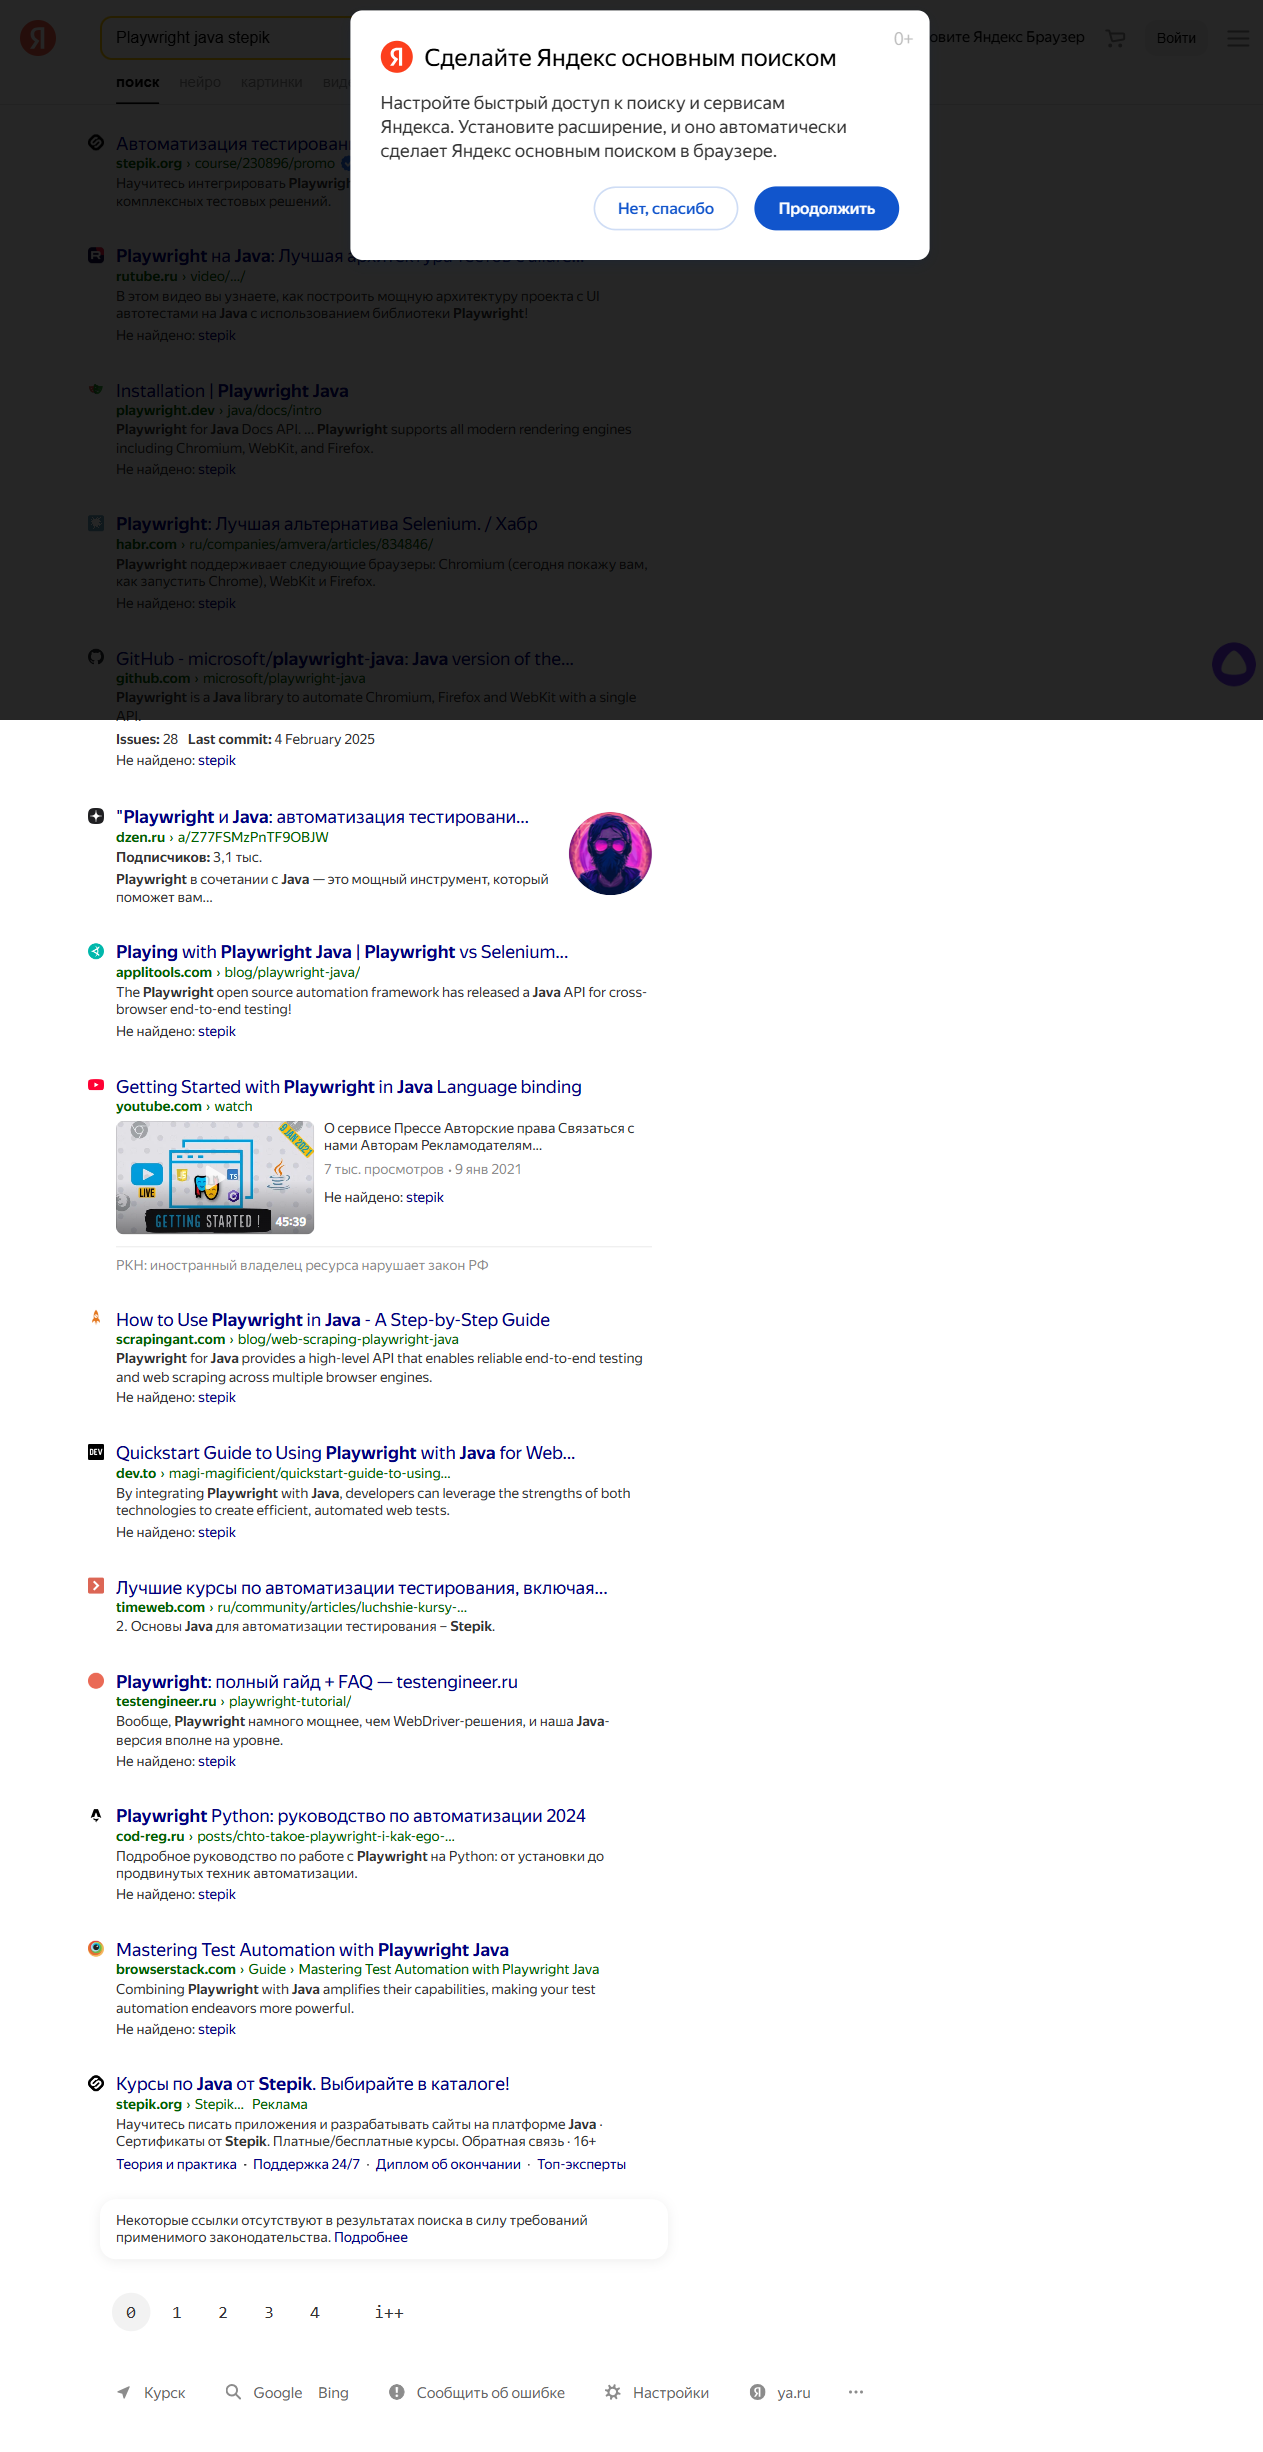 Я
Playwright java stepik
Сделайте Яндекс основным поиском
0+
овите Яндекс Браузер
Войти
поиск
нейро
картинки
Настройте быстрый доступ к поиску и сервисам
Яндекса. Установите расширение, и оно автоматически
сделает Яндекс основным поиском в браузере.
Нет, спасибо
Продолжить
stepik.org › course/230896/promo
комплексных тестовых решений.
Playwright на Java: Лучшая
rutube.ru › video/.../
В этом видео вы узнаете, как построить мощную архитектуру проекта с UI
автотестами на Java с использованием библиотеки Playwright!
Не найдено: stepik
Installation | Playwright Java
playwright.dev › java/docs/intro
Playwright for Java Docs API. ... Playwright supports all modern rendering engines
including Chromium, WebKit, and Firefox.
Не найдено: stepik
Playwright: Лучшая альтернатива Selenium. / Хабр
habr.com › ru/companies/amvera/articles/834846/
Playwright поддерживает следующие браузеры: Chromium (сегодня покажу вам,
как запустить Chrome), WebKit и Firefox.
Не найдено: stepik
GitHub - microsoft/playwright-java: Java version of the...
github.com › microsoft/playwright-java
Playwright is a Java library to automate Chromium, Firefox and WebKit with a single
API.
Issues: 28 Last commit: 4 February 2025
Не найдено: stepik
"Playwright и Java: автоматизация тестировани...
dzen.ru › a/Z77FSMzPnTF9OBJW
Подписчиков: 3,1 тыс.
Playwright в сочетании с Java — это мощный инструмент, который
поможет вам...
Playing with Playwright Java | Playwright vs Selenium...
applitools.com › blog/playwright-java/
The Playwright open source automation framework has released a Java API for cross-
browser end-to-end testing!
Не найдено: stepik
Getting Started with Playwright in Java Language binding
youtube.com › watch
9 JAN 2021
LIVE
TS
GETTING STARTED !
45:39
О сервисе Прессе Авторские права Связаться с
нами Авторам Рекламодателям...
7 тыс. просмотров • 9 янв 2021
Не найдено: stepik
РКН: иностранный владелец ресурса нарушает закон РФ
How to Use Playwright in Java - A Step-by-Step Guide
scrapingant.com › blog/web-scraping-playwright-java
Playwright for Java provides a high-level API that enables reliable end-to-end testing
and web scraping across multiple browser engines.
Не найдено: stepik
DEV
Quickstart Guide to Using Playwright with Java for Web...
dev.to › magi-magificient/quickstart-guide-to-using...
By integrating Playwright with Java, developers can leverage the strengths of both
technologies to create efficient, automated web tests.
Не найдено: stepik
Лучшие курсы по автоматизации тестирования, включая...
timeweb.com › ru/community/articles/luchshie-kursy-...
2. Основы Java для автоматизации тестирования – Stepik.
Playwright: полный гайд + FAQ — testengineer.ru
testengineer.ru › playwright-tutorial/
Вообще, Playwright намного мощнее, чем WebDriver-решения, и наша Java-
версия вполне на уровне.
Не найдено: stepik
Playwright Python: руководство по автоматизации 2024
cod-reg.ru › posts/chto-takoe-playwright-i-kak-ego-...
Подробное руководство по работе с Playwright на Python: от установки до
продвинутых техник автоматизации.
Не найдено: stepik
Mastering Test Automation with Playwright Java
browserstack.com › Guide › Mastering Test Automation with Playwright Java
Combining Playwright with Java amplifies their capabilities, making your test
automation endeavors more powerful.
Не найдено: stepik
Курсы по Java от Stepik. Выбирайте в каталоге!
stepik.org › Stepik... Реклама
Научитесь писать приложения и разрабатывать сайты на платформе Java ·
Сертификаты от Stepik. Платные/бесплатные курсы. Обратная связь · 16+
Теория и практика · Поддержка 24/7 · Диплом об окончании · Топ-эксперты
Некоторые ссылки отсутствуют в результатах поиска в силу требований
применимого законодательства. Подробнее
0 1 2 3 4 i++
Курск
Google
Bing
Сообщить об ошибке
Настройки
ya.ru